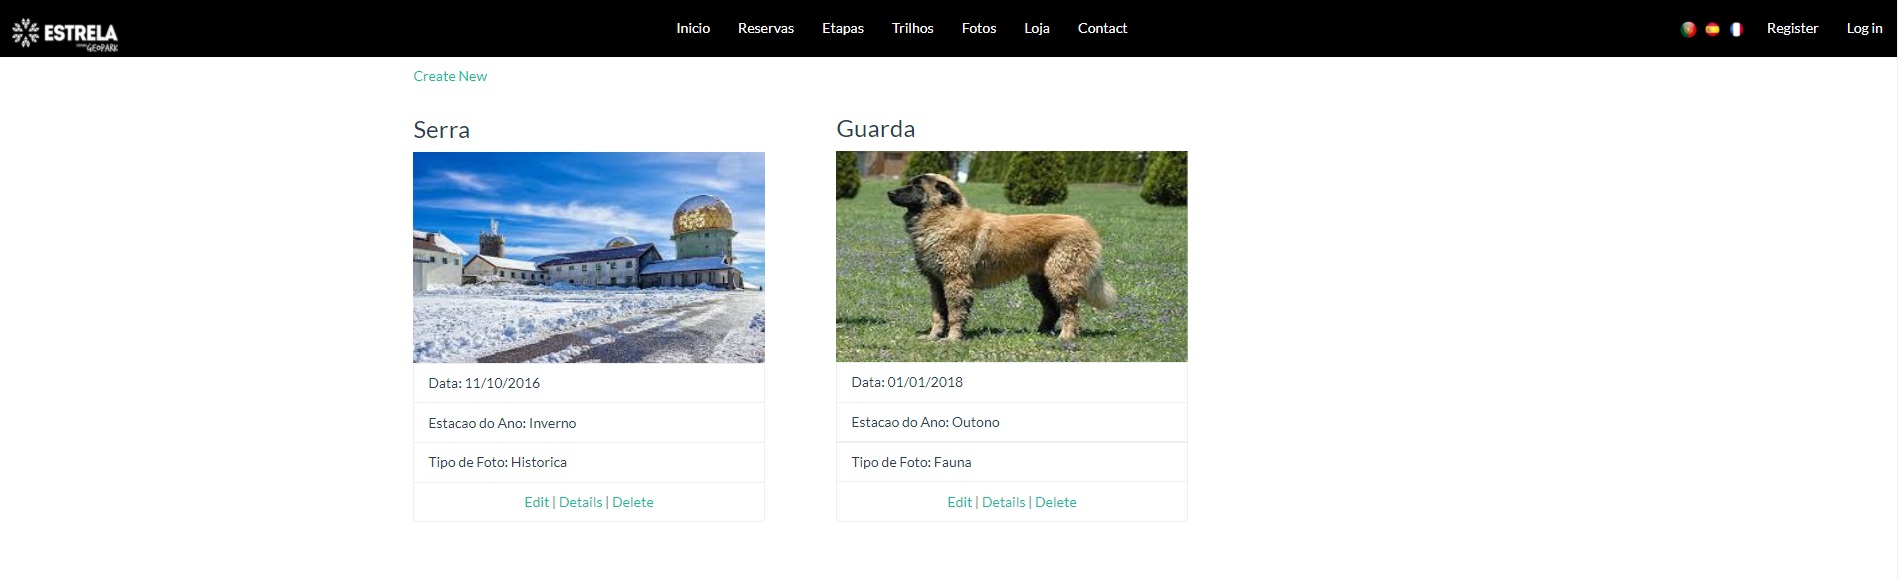 ESTRELA
GEOPARK
Inicio Reservas Etapas Trilhos Fotos Loja Contact
Register Log in
Create New
Serra
Data: 11/10/2016
Estacao do Ano: Inverno
Tipo de Foto: Historica
Edit | Details | Delete
Guarda
Data: 01/01/2018
Estacao do Ano: Outono
Tipo de Foto: Fauna
Edit | Details | Delete